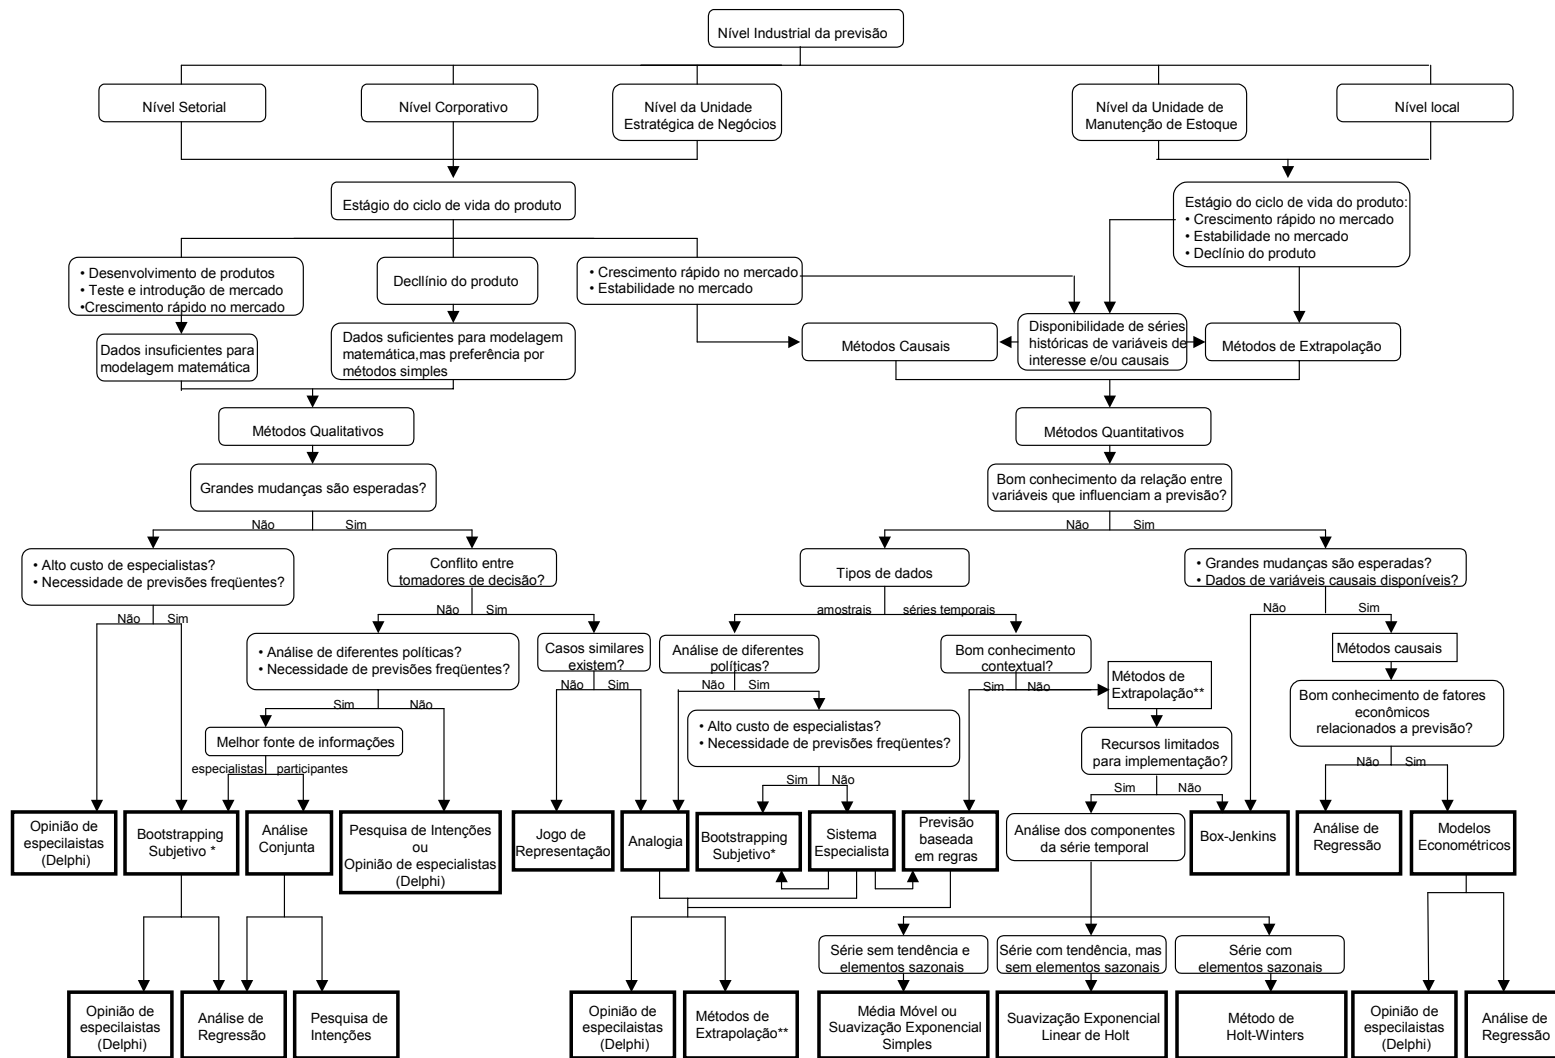 Nível Industrial da previsão
Nível Setorial
Nível Corporativo
Nível da Unidade
Estratégica de Negócios
Nível da Unidade de
Manutenção de Estoque
Nível local
Estágio do ciclo de vida do produto
Estágio do ciclo de vida do produto:
• Crescimento rápido no mercado
• Estabilidade no mercado
• Declínio do produto
• Desenvolvimento de produtos
• Teste e introdução de mercado
•Crescimento rápido no mercado
Decllínio do produto
• Crescimento rápido no mercado
• Estabilidade no mercado
Dados insuficientes para
modelagem matemática
Dados suficientes para modelagem
matemática,mas preferência por
métodos simples
Métodos Causais
Disponibilidade de séries
históricas de variáveis de
interesse e/ou causais
Métodos de Extrapolação
Métodos Qualitativos
Métodos Quantitativos
Grandes mudanças são esperadas?
Bom conhecimento da relação entre
variáveis que influenciam a previsão?
Não
Sim
Não
Sim
• Alto custo de especialistas?
• Necessidade de previsões freqüentes?
Conflito entre
tomadores de decisão?
Tipos de dados
• Grandes mudanças são esperadas?
• Dados de variáveis causais disponíveis?
Não
Sim
Não
Sim
amostrais
séries temporais
Não
Sim
• Análise de diferentes políticas?
• Necessidade de previsões freqüentes?
Casos similares
existem?
Análise de diferentes
políticas?
Bom conhecimento
contextual?
Métodos causais
Sim
Não
Não
Sim
Não
Sim
Sim
Não
Métodos de
Extrapolação**
Bom conhecimento de fatores
econômicos
relacionados a previsão?
Melhor fonte de informações
• Alto custo de especialistas?
• Necessidade de previsões freqüentes?
Recursos limitados
para implementação?
especialistas
participantes
Sim
Não
Sim
Não
Não
Sim
Opinião de
especilaistas
(Delphi)
Bootstrapping
Subjetivo *
Análise
Conjunta
Pesquisa de Intenções
ou
Opinião de especialistas
(Delphi)
Jogo de
Representação
Analogia
Bootstrapping
Subjetivo*
Sistema
Especialista
Previsão
baseada
em regras
Análise dos componentes
da série temporal
Box-Jenkins
Análise de
Regressão
Modelos
Econométricos
Série sem tendência e
elementos sazonais
Série com tendência, mas
sem elementos sazonais
Série com
elementos sazonais
Opinião de
especilaistas
(Delphi)
Análise de
Regressão
Pesquisa de
Intenções
Opinião de
especilaistas
(Delphi)
Métodos de
Extrapolação**
Média Móvel ou
Suavização Exponencial
Simples
Suavização Exponencial
Linear de Holt
Método de
Holt-Winters
Opinião de
especilaistas
(Delphi)
Análise de
Regressão